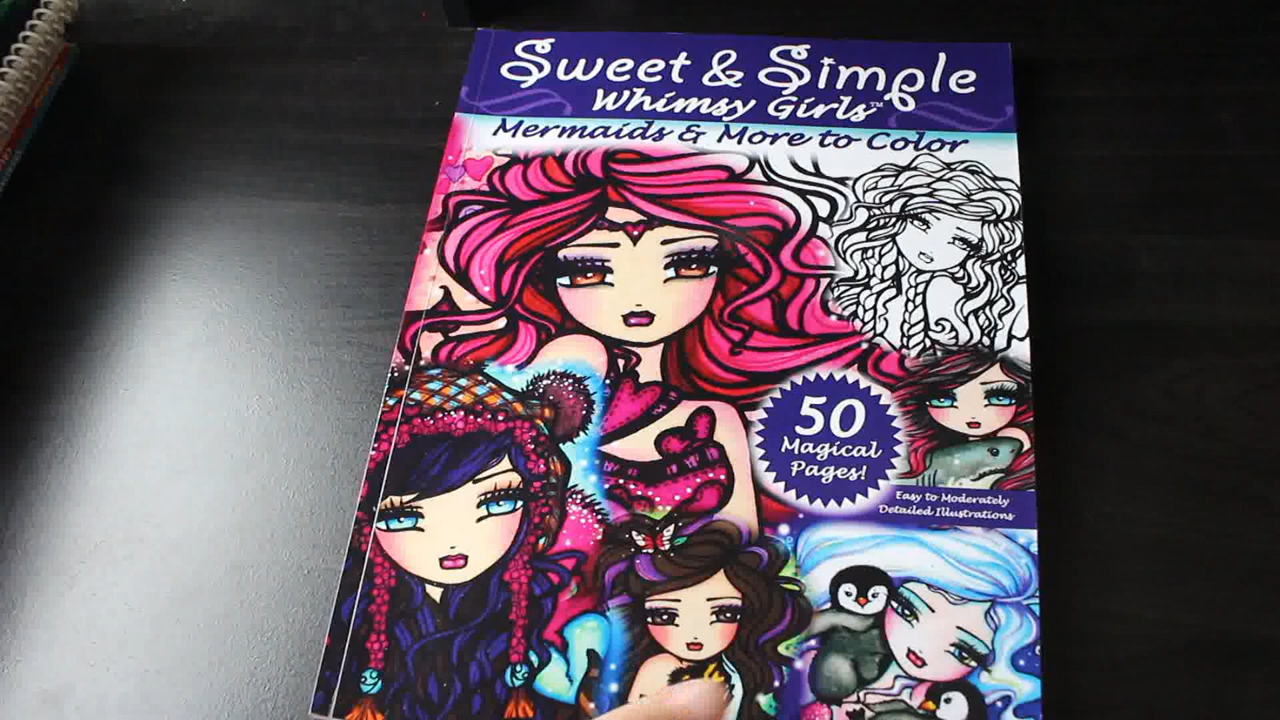 Sweet & Simple
Whimsy Girls™
Mermaids & More to Color
50
Magical
Pages!
Easy to Moderately
Detailed Illustrations